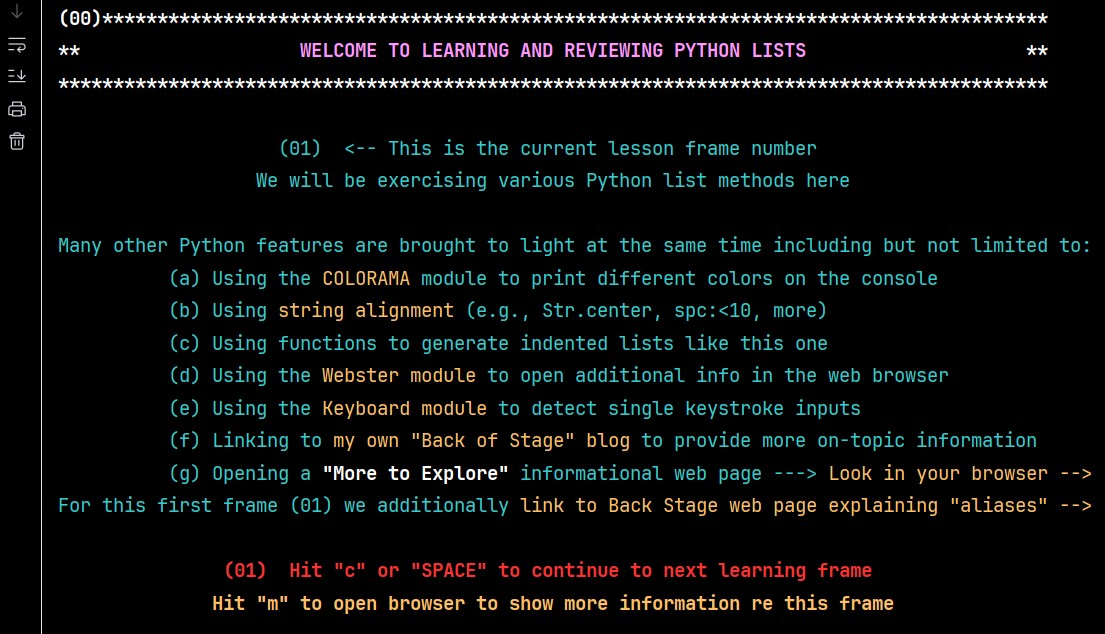 (00)**************************************************************************************
** WELCOME TO LEARNING AND REVIEWING PYTHON LISTS **
******************************************************************************************
(01) <-- This is the current lesson frame number
We will be exercising various Python list methods here
Many other Python features are brought to light at the same time including but not limited to:
(a) Using the COLORAMA module to print different colors on the console
(b) Using string alignment (e.g., Str.center, spc:<10, more)
(c) Using functions to generate indented lists like this one
(d) Using the Webster module to open additional info in the web browser
(e) Using the Keyboard module to detect single keystroke inputs
(f) Linking to my own "Back of Stage" blog to provide more on-topic information
(g) Opening a "More to Explore" informational web page ---> Look in your browser -->
For this first frame (01) we additionally link to Back Stage web page explaining "aliases" -->
(01) Hit "c" or "SPACE" to continue to next learning frame
Hit "m" to open browser to show more information re this frame